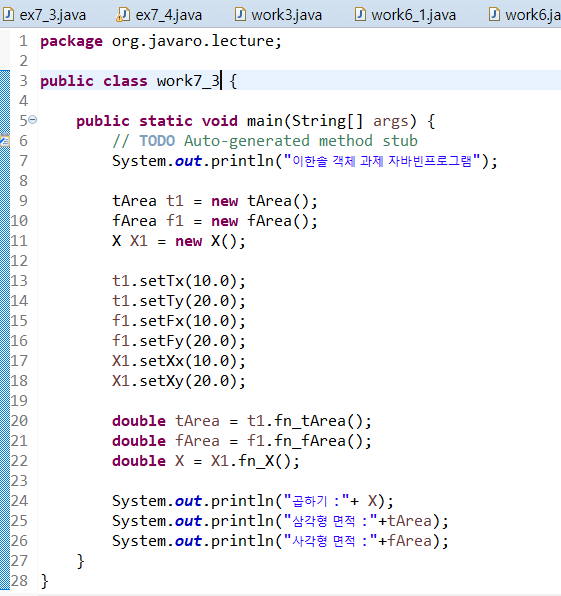 ex7_3.java ex7_4.java work3.java work6_1.java work6.ja
1 package org.javaro.lecture;
2
3 public class work7_3 {
4
5 public static void main(String[] args) {
6 // TODO Auto-generated method stub
7 System.out.println("이한솔 객체 과제 자바빈프로그램");
8
9 tArea t1 = new tArea();
10 fArea f1 = new fArea();
11 X X1 = new X();
12
13 t1.setTx(10.0);
14 t1.setTy(20.0);
15 f1.setFx(10.0);
16 f1.setFy(20.0);
17 X1.setXx(10.0);
18 X1.setXy(20.0);
19
20 double tArea = t1.fn_tArea();
21 double fArea = f1.fn_fArea();
22 double X = X1.fn_X();
23
24 System.out.println("곱하기 :"+ X);
25 System.out.println("삼각형 면적 :"+tArea);
26 System.out.println("사각형 면적 :"+fArea);
27 }
28 }